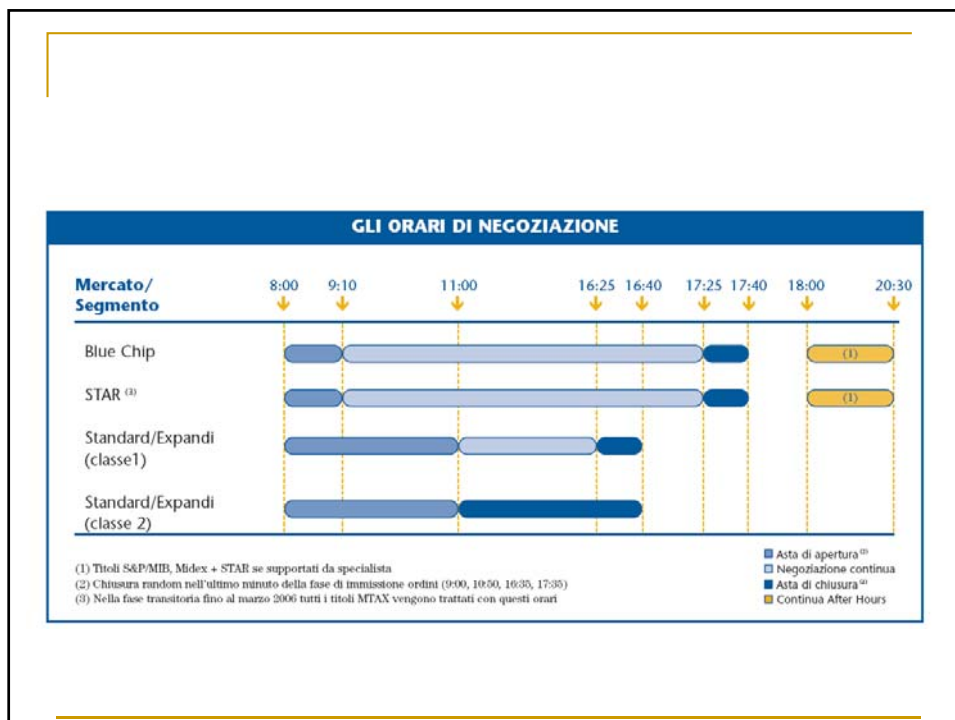 GLI ORARI DI NEGOZIAZIONE
Mercato/
Segmento
8:00 9:10 11:00 16:25 16:40 17:25 17:40 18:00 20:30
Blue Chip
(1)
STAR (3)
(1)
Standard/Expandi
(classe1)
Standard/Expandi
(classe 2)
(1) Titoli S&P/MIB, Midex + STAR se supportati da specialista
(2) Chiusura random nell'ultimo minuto della fase di immissione ordini (9:00, 10:50, 16:35, 17:35)
(3) Nella fase transitoria fino al marzo 2006 tutti i titoli MTAX vengono trattati con questi orari
Asta di apertura (2)
Negoziazione continua
Asta di chiusura (2)
Continua After Hours